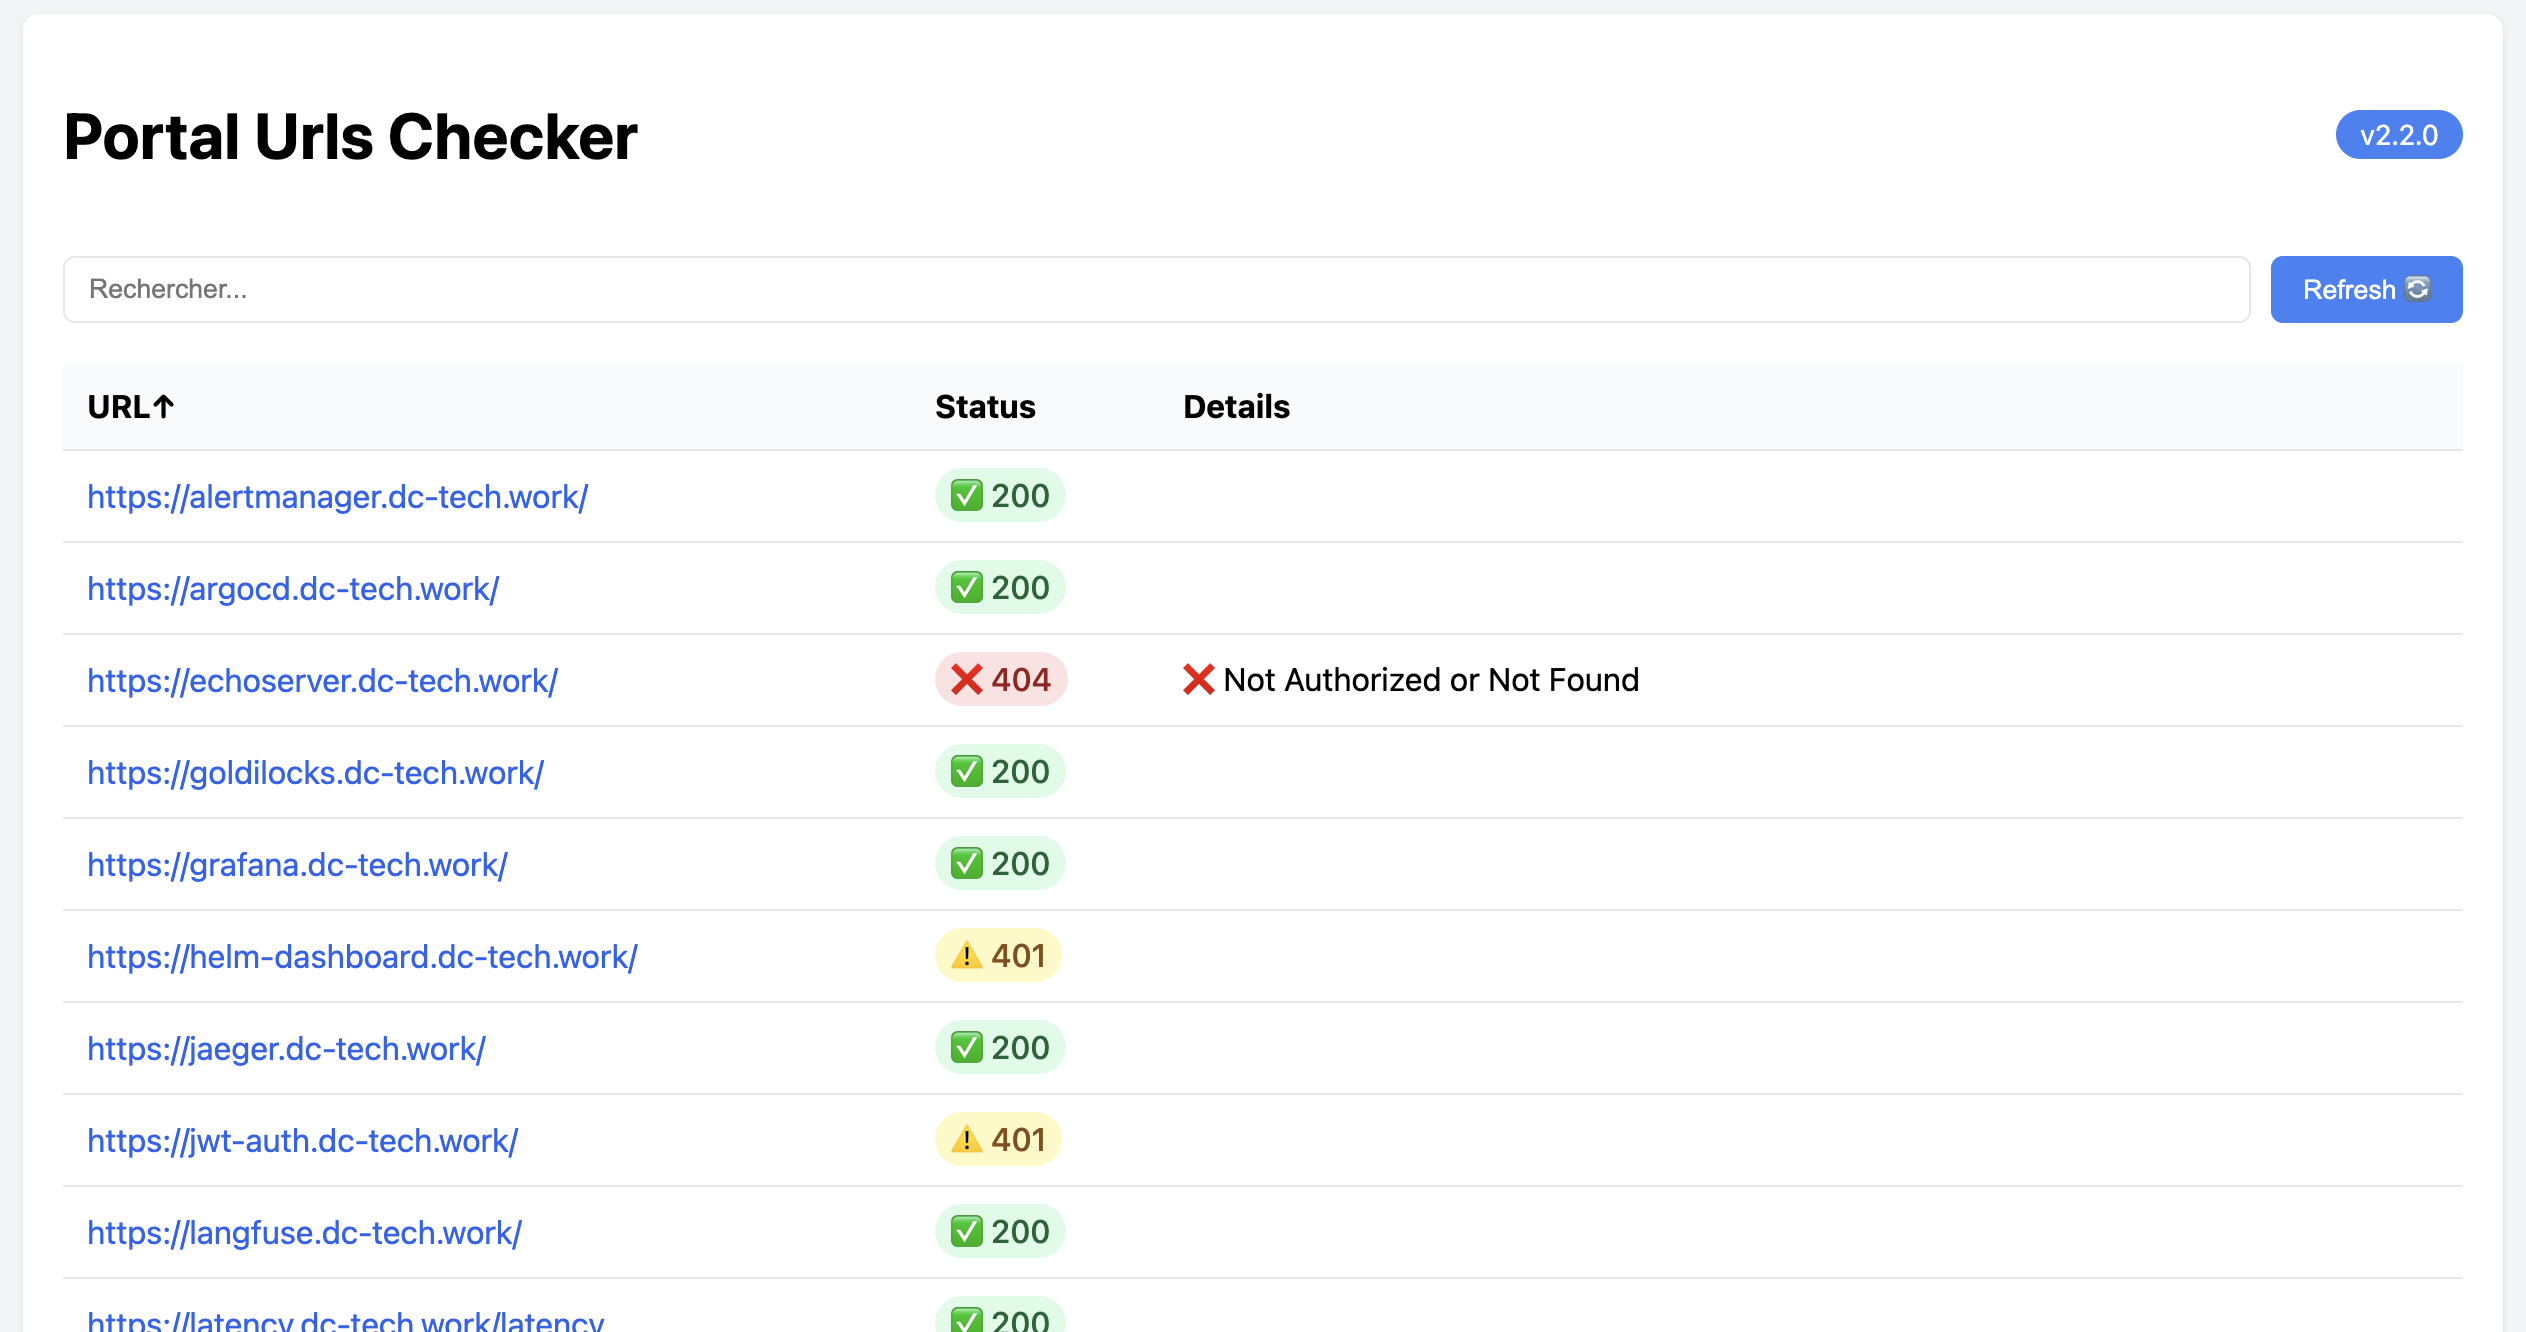 Portal Urls Checker
v2.2.0
Rechercher...
Refresh 🔄
URL↑ Status Details
https://alertmanager.dc-tech.work/ ✅ 200
https://argocd.dc-tech.work/ ✅ 200
https://echoserver.dc-tech.work/ ❌ 404 ❌ Not Authorized or Not Found
https://goldilocks.dc-tech.work/ ✅ 200
https://grafana.dc-tech.work/ ✅ 200
https://helm-dashboard.dc-tech.work/ ⚠️ 401
https://jaeger.dc-tech.work/ ✅ 200
https://jwt-auth.dc-tech.work/ ⚠️ 401
https://langfuse.dc-tech.work/ ✅ 200
https://latency.dc-tech.work/latency ✅ 200